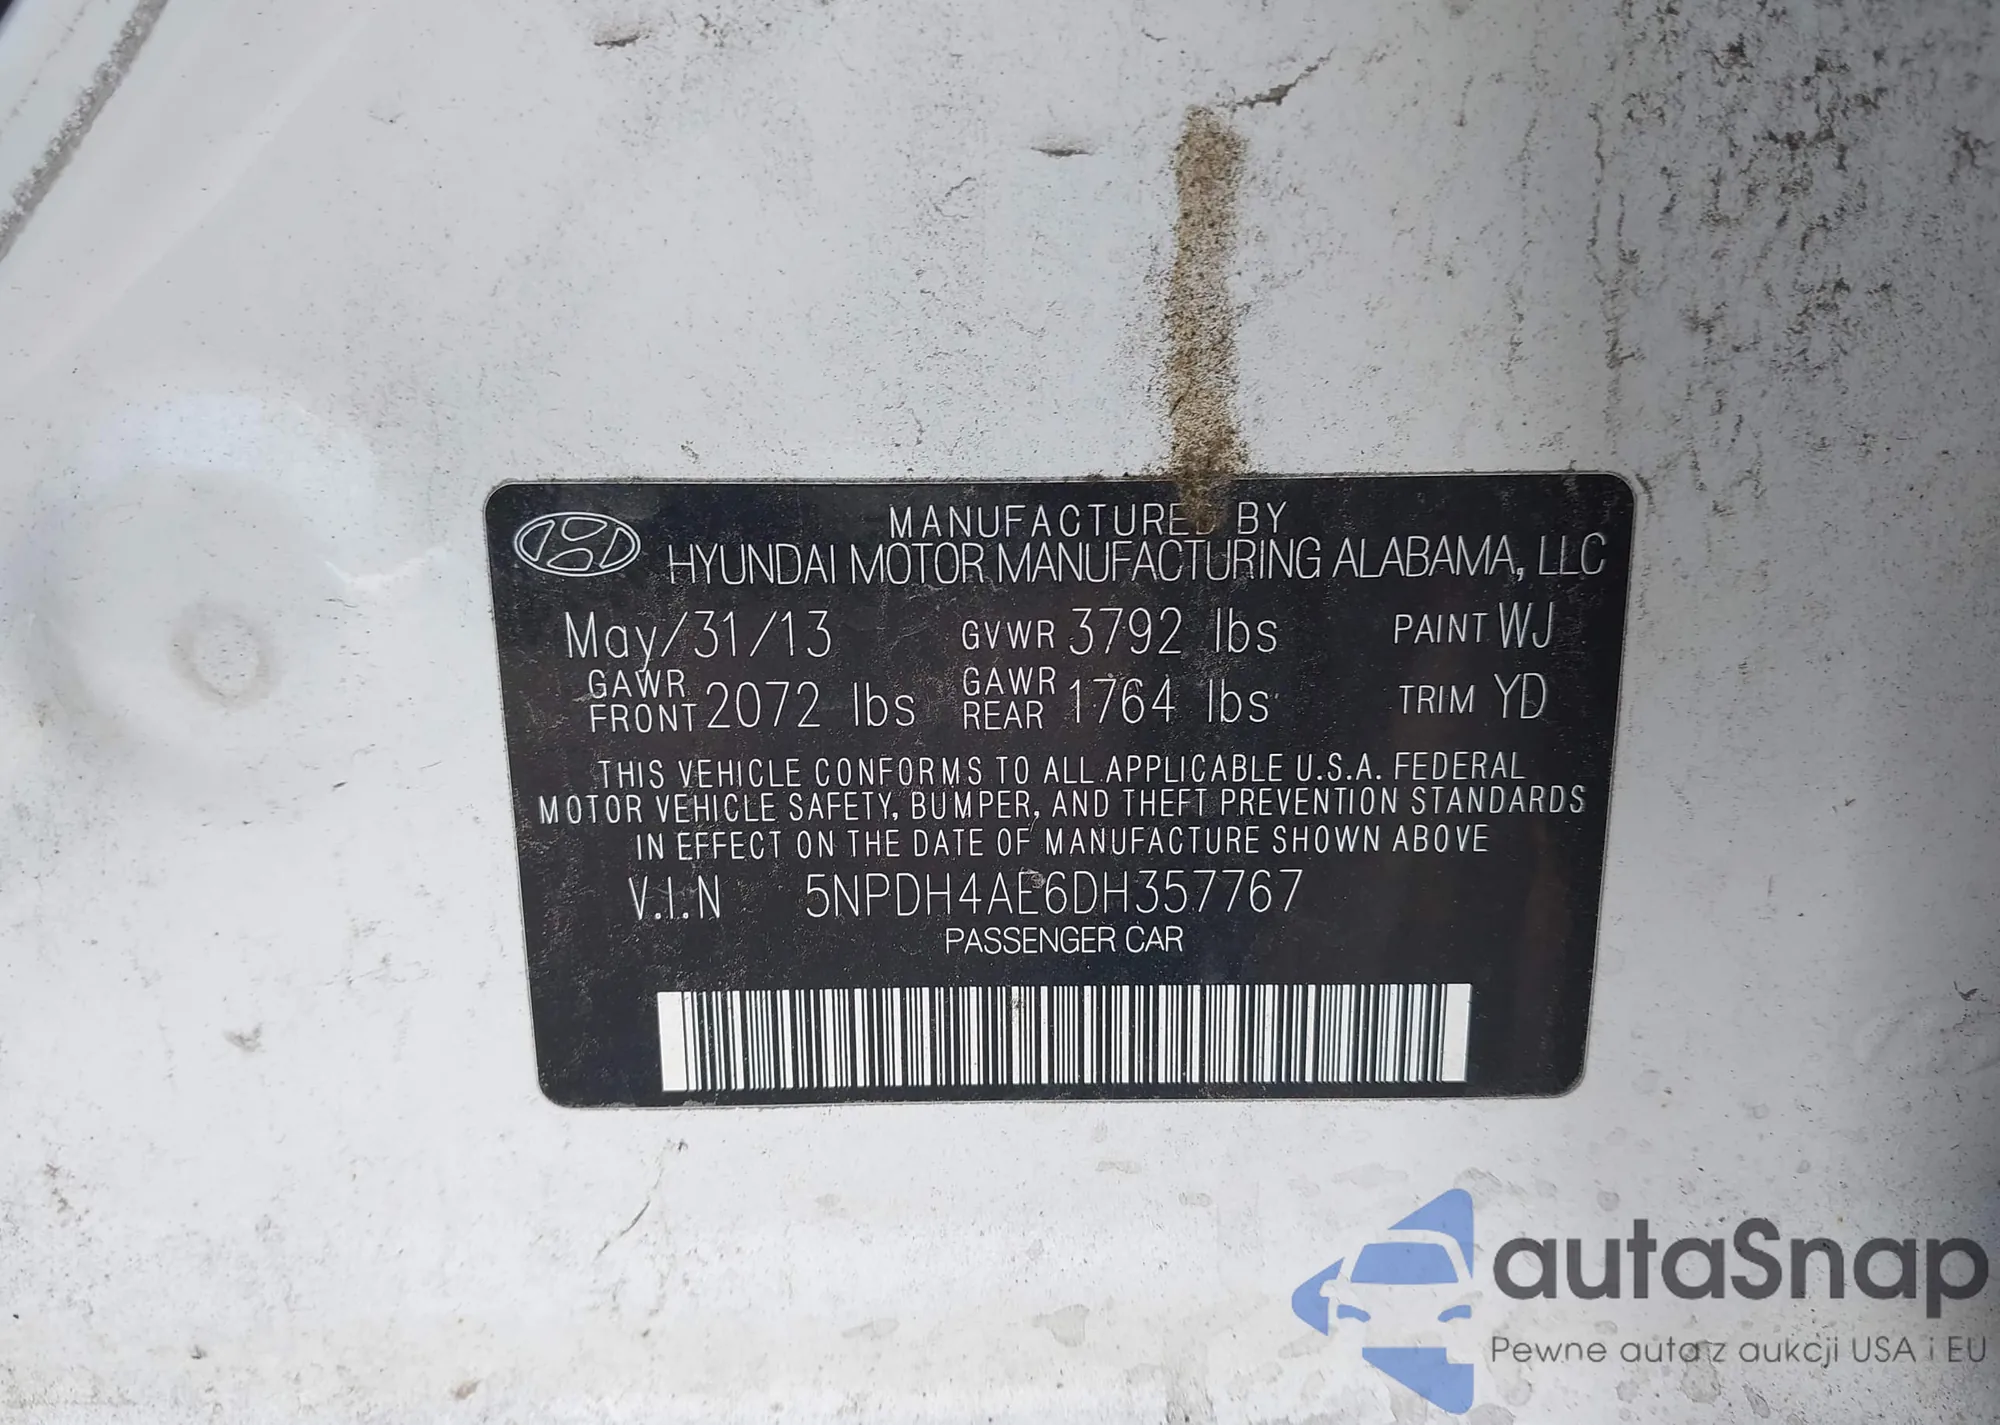 MANUFACTURED BY
HYUNDAI MOTOR MANUFACTURING ALABAMA, LLC
May/31/13 GVWR 3792 lbs PAINT WJ
GAWR FRONT 2072 lbs GAWR REAR 1764 lbs TRIM YD
THIS VEHICLE CONFORMS TO ALL APPLICABLE U.S.A. FEDERAL
MOTOR VEHICLE SAFETY, BUMPER, AND THEFT PREVENTION STANDARDS
IN EFFECT ON THE DATE OF MANUFACTURE SHOWN ABOVE
V.I.N 5NPDH4AE6DH357767
PASSENGER CAR
autaSnap
Pewne auta z aukcji USA i EU